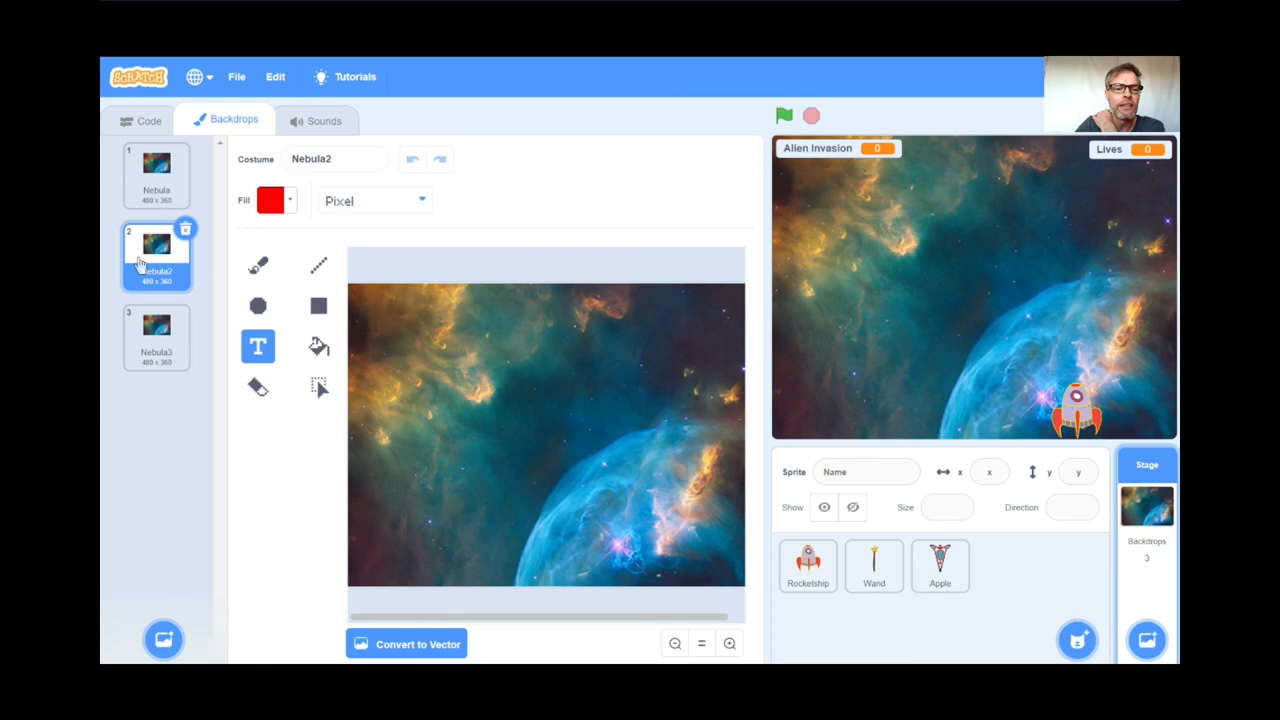 SCRATCH
File
Edit
Tutorials
Code
Backdrops
Sounds
1
Nebula
480 x 360
2
Nebula2
480 x 360
3
Nebula3
480 x 360
Costume
Nebula2
Fill
Pixel
T
Convert to Vector
Alien Invasion 0
Lives 0
Sprite
Name
x
x
y
y
Show
Size
Direction
Rocketship
Wand
Apple
Stage
Backdrops
3